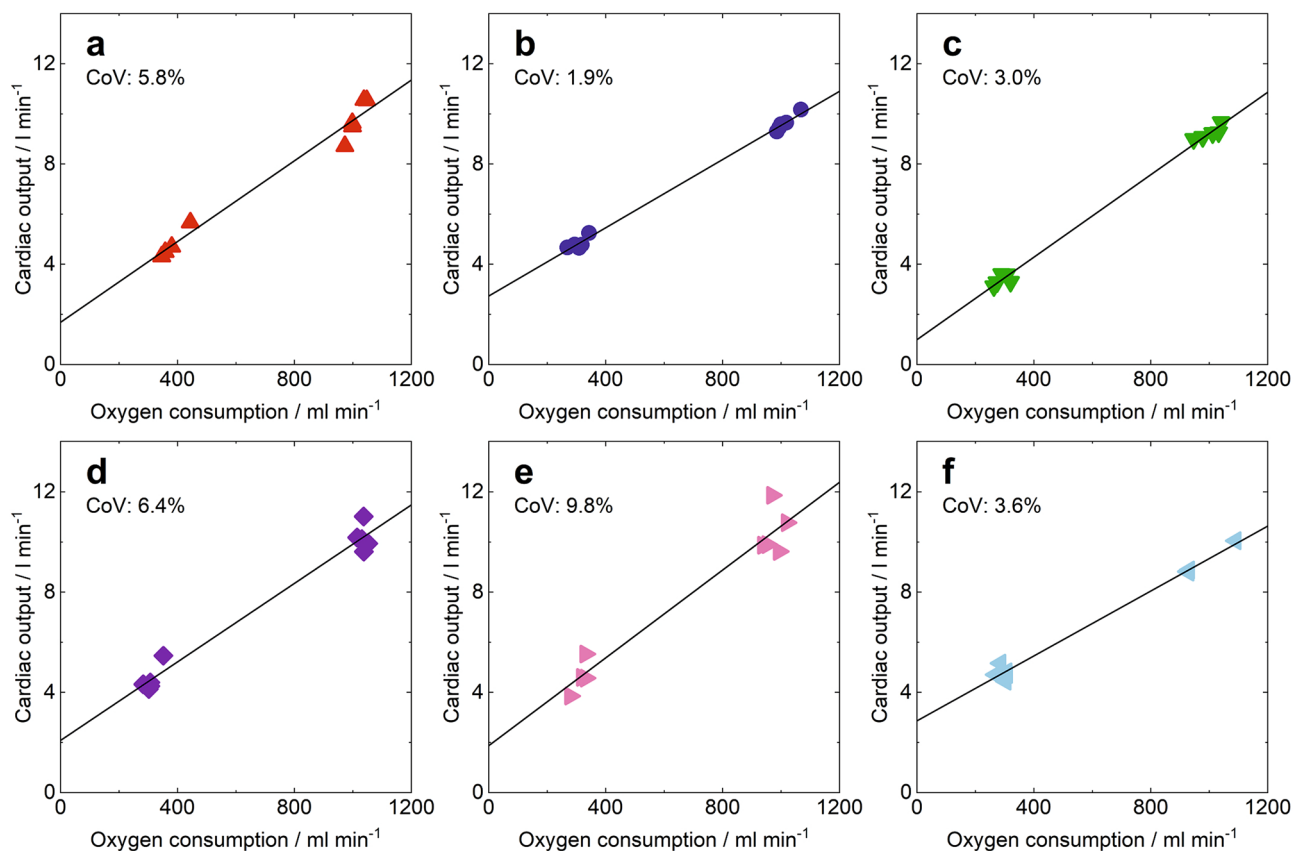 a
CoV: 5.8%
12
8
4
0
Cardiac output / l min⁻¹
0 400 800 1200
Oxygen consumption / ml min⁻¹
b
CoV: 1.9%
12
8
4
0
Cardiac output / l min⁻¹
0 400 800 1200
Oxygen consumption / ml min⁻¹
c
CoV: 3.0%
12
8
4
0
Cardiac output / l min⁻¹
0 400 800 1200
Oxygen consumption / ml min⁻¹
d
CoV: 6.4%
12
8
4
0
Cardiac output / l min⁻¹
0 400 800 1200
Oxygen consumption / ml min⁻¹
e
CoV: 9.8%
12
8
4
0
Cardiac output / l min⁻¹
0 400 800 1200
Oxygen consumption / ml min⁻¹
f
CoV: 3.6%
12
8
4
0
Cardiac output / l min⁻¹
0 400 800 1200
Oxygen consumption / ml min⁻¹